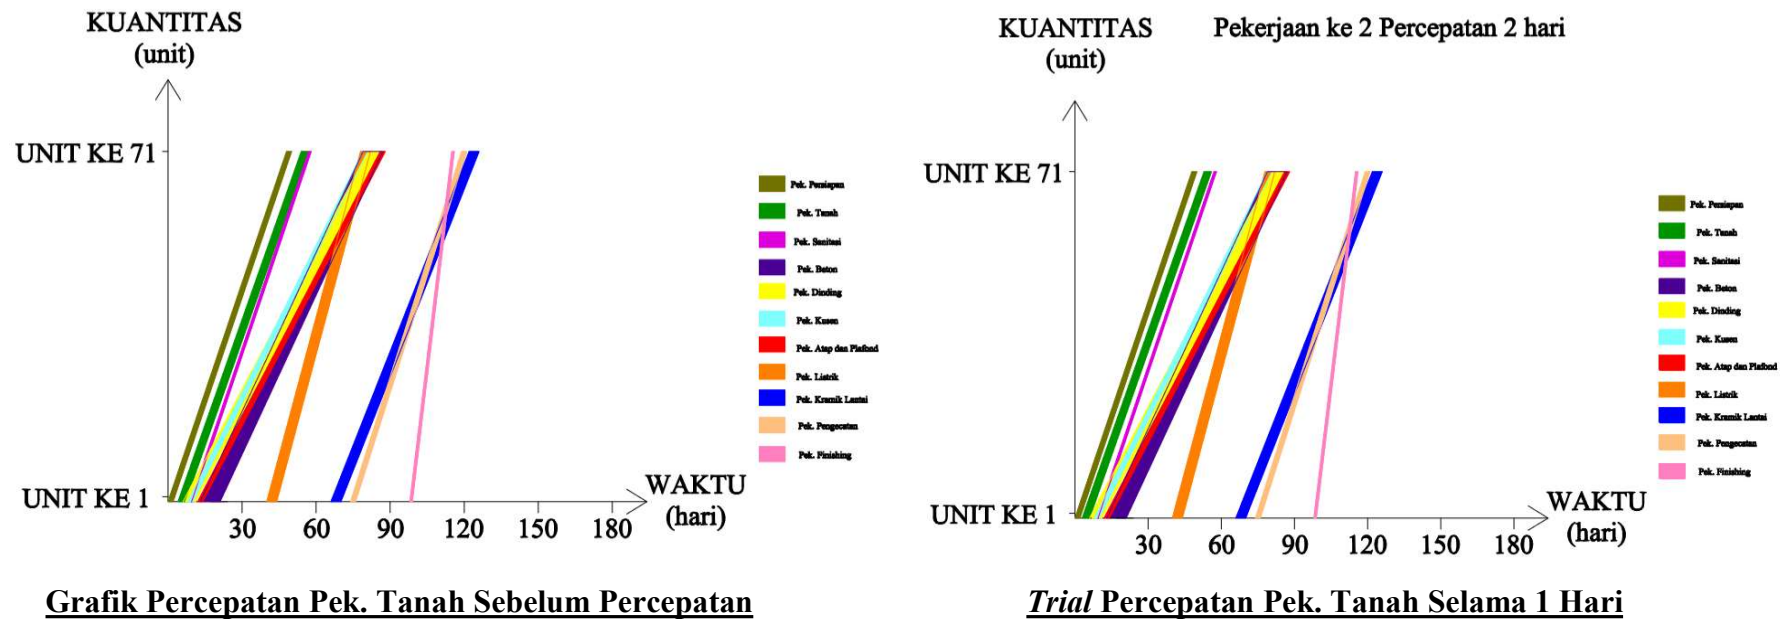 KUANTITAS
(unit)
UNIT KE 71
UNIT KE 1
30 60 90 120 150 180
WAKTU
(hari)
Pek. Persiapan
Pek. Tanah
Pek. Sanitasi
Pek. Beton
Pek. Dinding
Pek. Kusen
Pek. Atap dan Plafond
Pek. Listrik
Pek. Kramik Lantai
Pek. Pengecatan
Pek. Finishing
Grafik Percepatan Pek. Tanah Sebelum Percepatan
KUANTITAS
(unit)
Pekerjaan ke 2 Percepatan 2 hari
UNIT KE 71
UNIT KE 1
30 60 90 120 150 180
WAKTU
(hari)
Pek. Persiapan
Pek. Tanah
Pek. Sanitasi
Pek. Beton
Pek. Dinding
Pek. Kusen
Pek. Atap dan Plafond
Pek. Listrik
Pek. Kramik Lantai
Pek. Pengecatan
Pek. Finishing
Trial Percepatan Pek. Tanah Selama 1 Hari